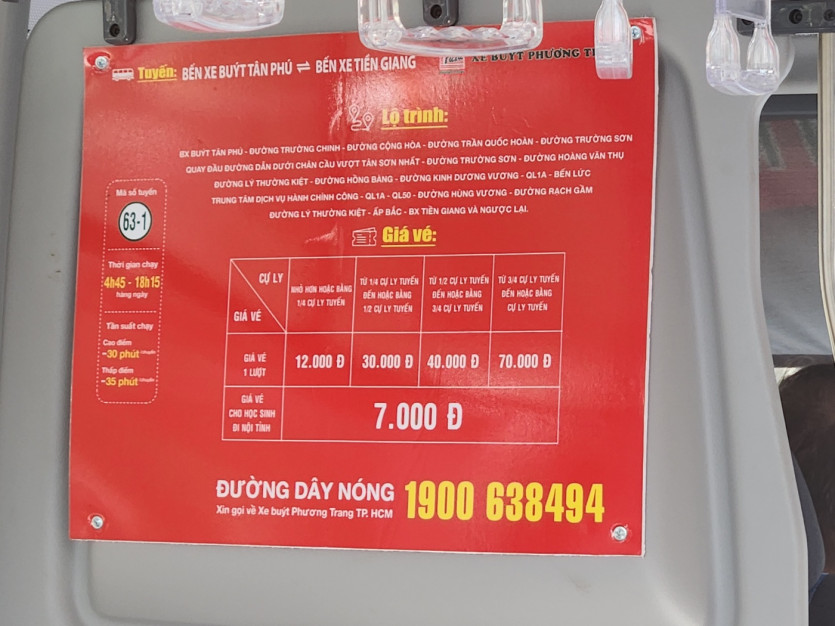 Tuyến: BẾN XE BUÝT TÂN PHÚ ⇌ BẾN XE TIỀN GIANG
XE BUÝT PHƯƠNG
Lộ trình:
BX BUÝT TÂN PHÚ - ĐƯỜNG TRƯỜNG CHINH - ĐƯỜNG CỘNG HÒA - ĐƯỜNG TRẦN QUỐC HOÀN - ĐƯỜNG TRƯỜNG SƠN
QUAY ĐẦU ĐƯỜNG DẪN DƯỚI CHÂN CẦU VƯỢT TÂN SƠN NHẤT - ĐƯỜNG TRƯỜNG SƠN - ĐƯỜNG HOÀNG VĂN THỤ
ĐƯỜNG LÝ THƯỜNG KIỆT - ĐƯỜNG HỒNG BÀNG - ĐƯỜNG KINH DƯƠNG VƯƠNG - QL1A - BẾN LỨC
TRUNG TÂM DỊCH VỤ HÀNH CHÍNH CÔNG - QL1A - QL50 - ĐƯỜNG HÙNG VƯƠNG - ĐƯỜNG RẠCH GẦM
ĐƯỜNG LÝ THƯỜNG KIỆT - ẤP BẮC - BX TIỀN GIANG VÀ NGƯỢC LẠI.
Mã số tuyến
63-1
Thời gian chạy
4h45 - 18h15
hàng ngày
Tần suất chạy
Cao điểm
~30 phút/chuyến
Thấp điểm
~35 phút/chuyến
Giá vé:
CỰ LY
GIÁ VÉ
NHỎ HƠN HOẶC BẰNG
1/4 CỰ LY TUYẾN
TỪ 1/4 CỰ LY TUYẾN
ĐẾN HOẶC BẰNG
1/2 CỰ LY TUYẾN
TỪ 1/2 CỰ LY TUYẾN
ĐẾN HOẶC BẰNG
3/4 CỰ LY TUYẾN
TỪ 3/4 CỰ LY TUYẾN
ĐẾN HOẶC BẰNG
CỰ LY TUYẾN
GIÁ VÉ
1 LƯỢT
12.000 Đ
30.000 Đ
40.000 Đ
70.000 Đ
GIÁ VÉ
CHO HỌC SINH
ĐI NỘI TỈNH
7.000 Đ
ĐƯỜNG DÂY NÓNG 1900 638494
Xin gọi về Xe buýt Phương Trang TP. HCM